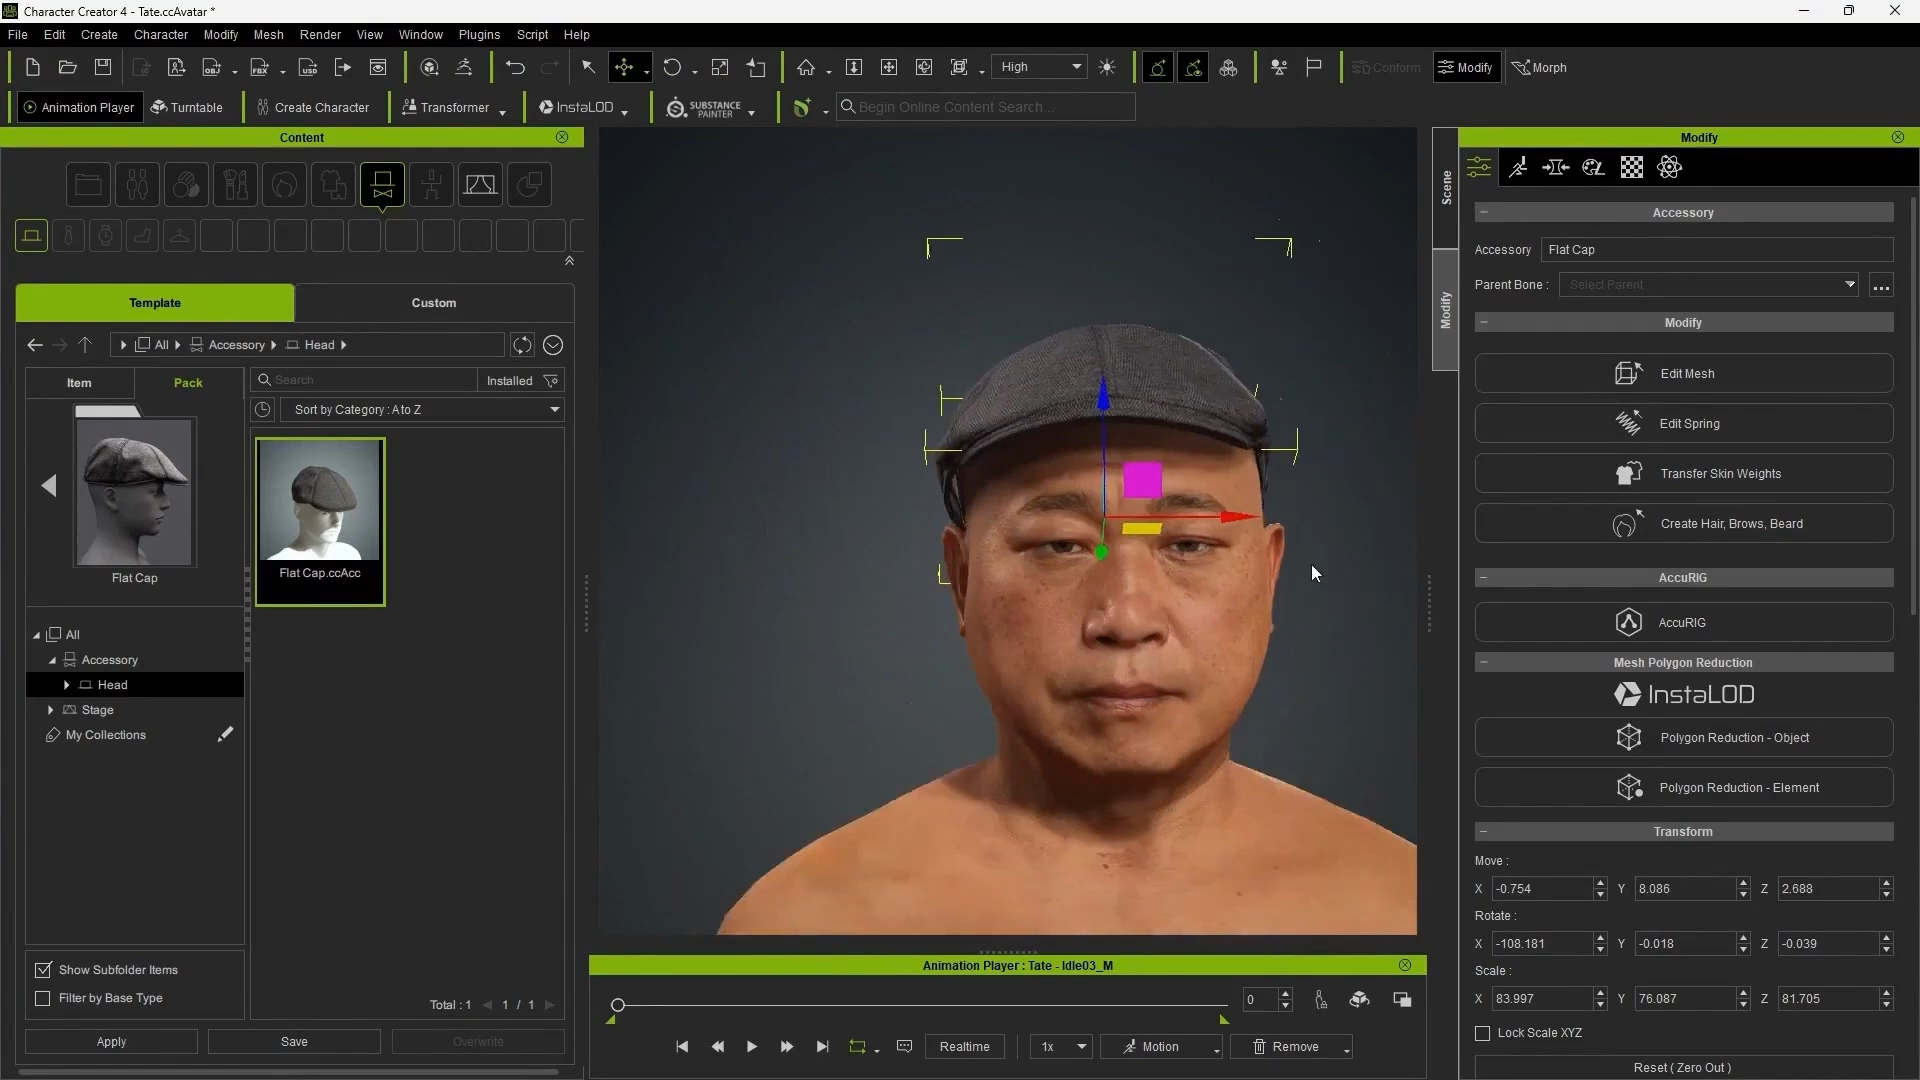 Character Creator 4 - Tate.ccAvatar *
File Edit Create Character Modify Mesh Render View Window Plugins Script Help
OBJ FBX USD High Conform Modify Morph
Animation Player Turntable Create Character Transformer InstaLOD SUBSTANCE PAINTER Begin Online Content Search...
Content
Template Custom
All Accessory Head
Item Pack
Search Installed
Sort by Category : A to Z
Flat Cap
Flat Cap.ccAcc
All
Accessory
Head
Stage
My Collections
Show Subfolder Items
Filter by Base Type
Total : 1 1 / 1
Apply Save Overwrite
Scene
Modify
Animation Player : Tate - Idle03_M
0
Realtime 1x Motion Remove
Modify
Accessory
Accessory Flat Cap
Parent Bone : Select Parent ...
Modify
Edit Mesh
Edit Spring
Transfer Skin Weights
Create Hair, Brows, Beard
AccuRIG
AccuRIG
Mesh Polygon Reduction
InstaLOD
Polygon Reduction - Object
Polygon Reduction - Element
Transform
Move :
X -0.754 Y 8.086 Z 2.688
Rotate :
X -108.181 Y -0.018 Z -0.039
Scale :
X 83.997 Y 76.087 Z 81.705
Lock Scale XYZ
Reset ( Zero Out )